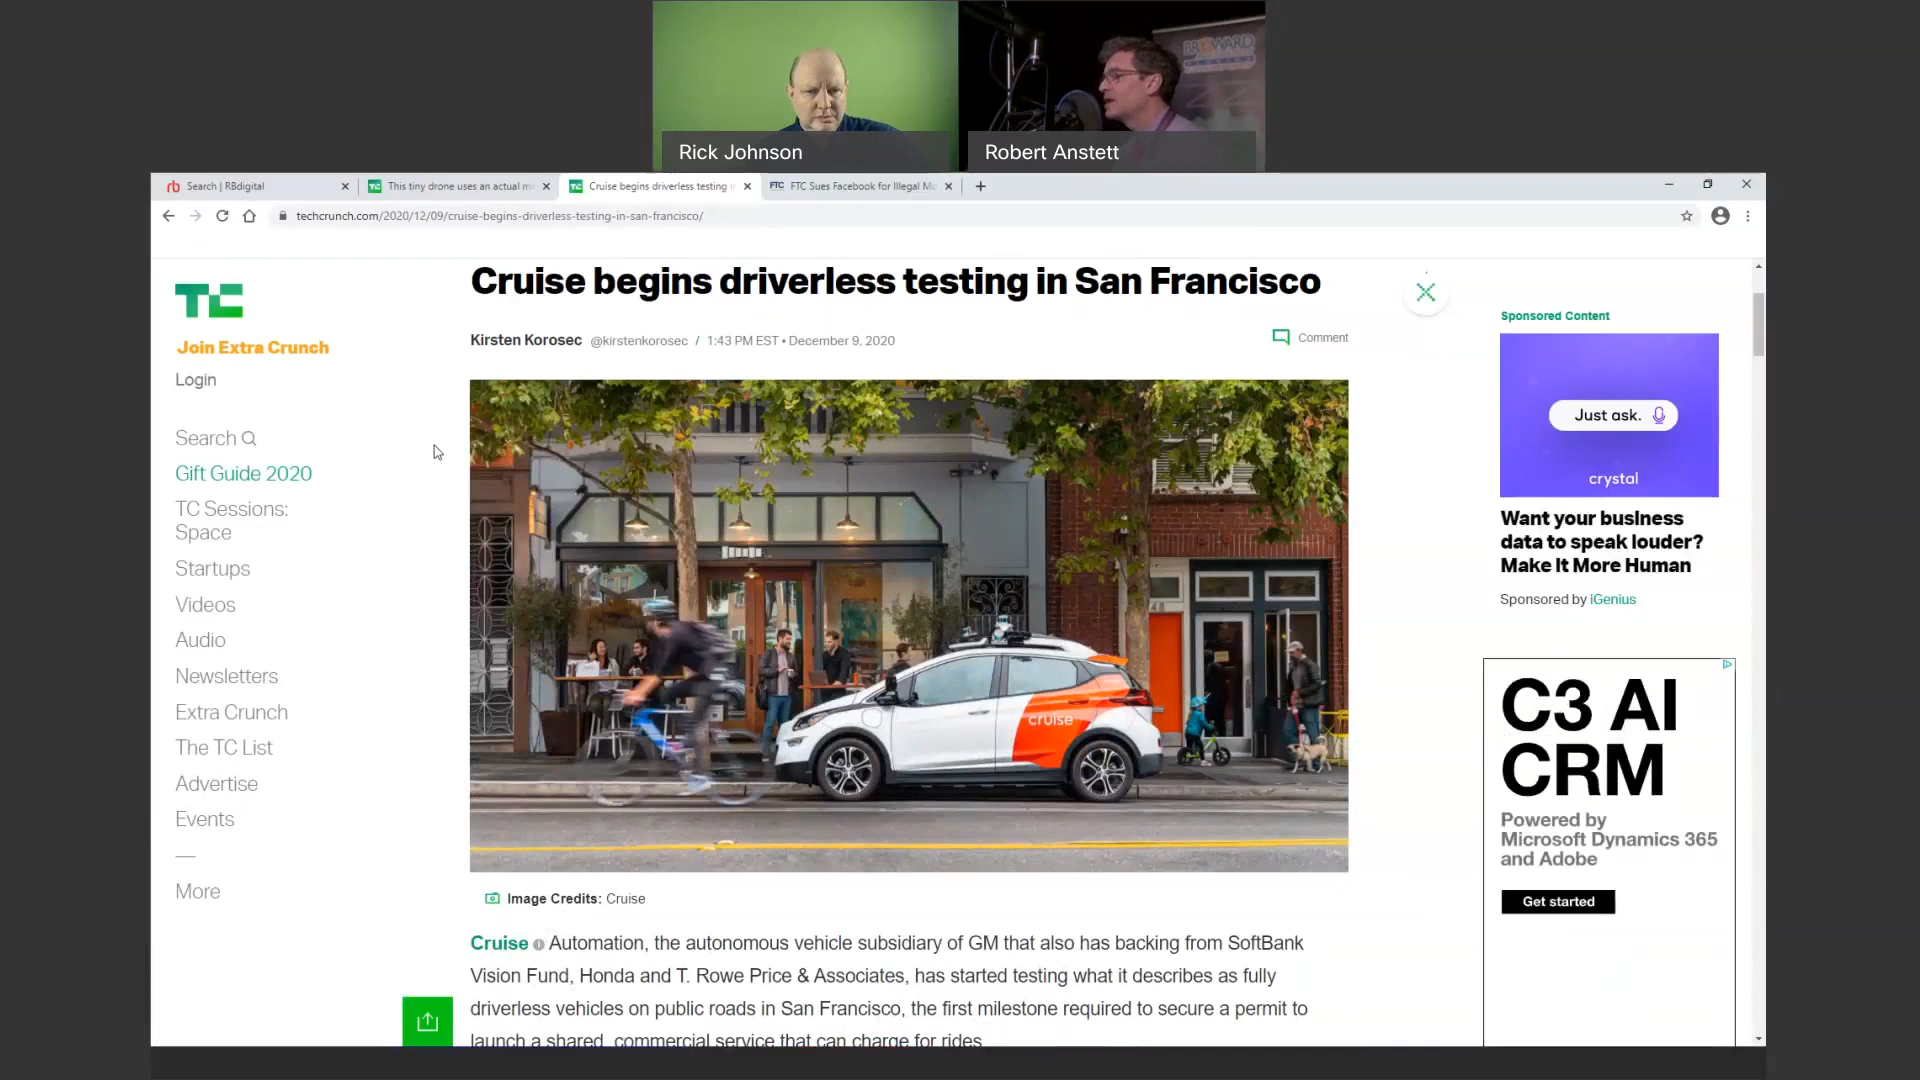 BROWARD
FLORIDA
Rick Johnson
Robert Anstett
Search | RBdigital
This tiny drone uses an actual m
Cruise begins driverless testing i
FTC Sues Facebook for Illegal Mo
techcrunch.com/2020/12/09/cruise-begins-driverless-testing-in-san-francisco/
TC
Join Extra Crunch
Login
Search
Gift Guide 2020
TC Sessions:
Space
Startups
Videos
Audio
Newsletters
Extra Crunch
The TC List
Advertise
Events
—
More
Cruise begins driverless testing in San Francisco
Kirsten Korosec @kirstenkorosec / 1:43 PM EST • December 9, 2020
Comment
cruise
Image Credits: Cruise
Cruise Automation, the autonomous vehicle subsidiary of GM that also has backing from SoftBank
Vision Fund, Honda and T. Rowe Price & Associates, has started testing what it describes as fully
driverless vehicles on public roads in San Francisco, the first milestone required to secure a permit to
launch a shared, commercial service that can charge for rides.
Sponsored Content
Just ask.
crystal
Want your business
data to speak louder?
Make It More Human
Sponsored by iGenius
C3 AI
CRM
Powered by
Microsoft Dynamics 365
and Adobe
Get started